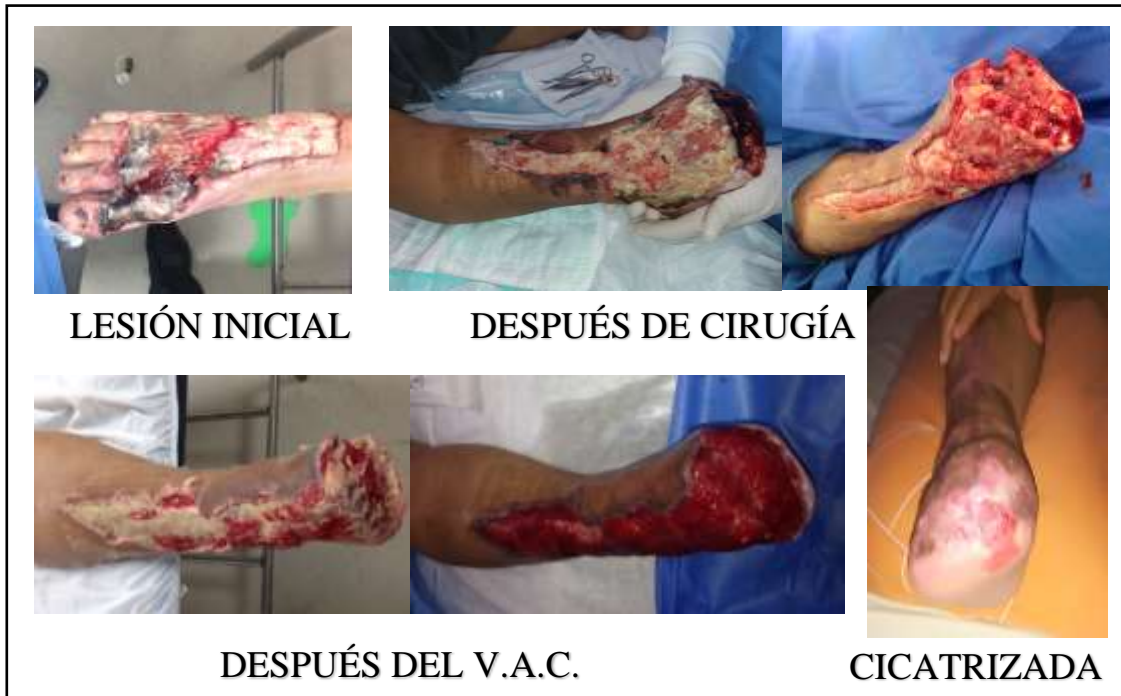 LESIÓN INICIAL
DESPUÉS DE CIRUGÍA
DESPUÉS DEL V.A.C.
CICATRIZADA